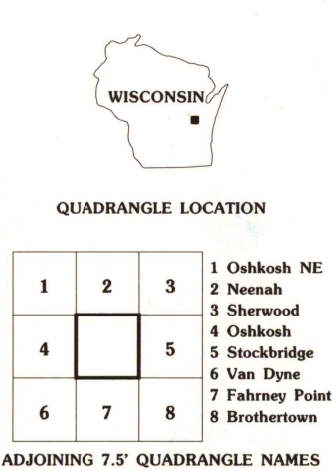 WISCONSIN
QUADRANGLE LOCATION
1 2 3
4 5
6 7 8
1 Oshkosh NE
2 Neenah
3 Sherwood
4 Oshkosh
5 Stockbridge
6 Van Dyne
7 Fahrney Point
8 Brothertown
ADJOINING 7.5' QUADRANGLE NAMES